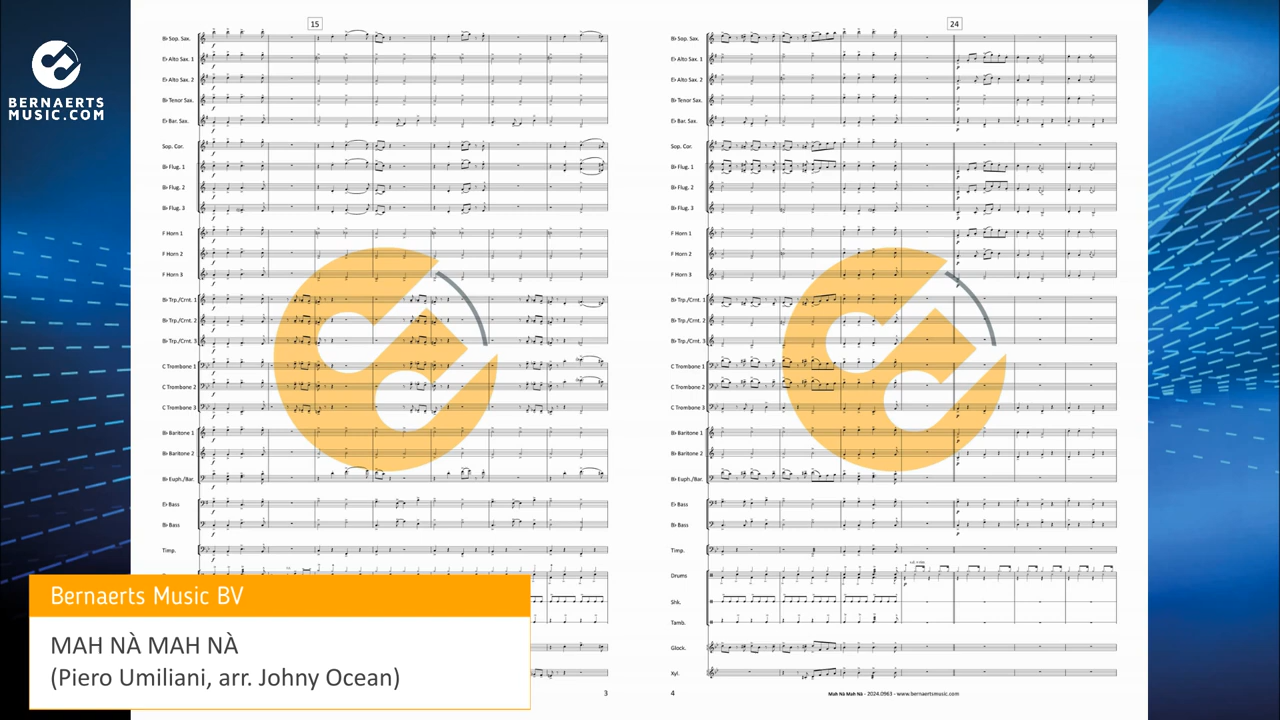 BERNAERTS
MUSIC.COM
15
B♭ Sop. Sax.
E♭ Alto Sax. 1
E♭ Alto Sax. 2
B♭ Tenor Sax.
E♭ Bar. Sax.
Sop. Cor.
B♭ Flug. 1
B♭ Flug. 2
B♭ Flug. 3
F Horn 1
F Horn 2
F Horn 3
B♭ Trp./Crnt. 1
B♭ Trp./Crnt. 2
B♭ Trp./Crnt. 3
C Trombone 1
C Trombone 2
C Trombone 3
B♭ Baritone 1
B♭ Baritone 2
B♭ Euph./Bar.
E♭ Bass
B♭ Bass
Timp.
3
24
B♭ Sop. Sax.
E♭ Alto Sax. 1
E♭ Alto Sax. 2
B♭ Tenor Sax.
E♭ Bar. Sax.
Sop. Cor.
B♭ Flug. 1
B♭ Flug. 2
B♭ Flug. 3
F Horn 1
F Horn 2
F Horn 3
B♭ Trp./Crnt. 1
B♭ Trp./Crnt. 2
B♭ Trp./Crnt. 3
C Trombone 1
C Trombone 2
C Trombone 3
B♭ Baritone 1
B♭ Baritone 2
B♭ Euph./Bar.
E♭ Bass
B♭ Bass
Timp.
Drums
Shk.
Tamb.
Glock.
Xyl.
4
Mah Nà Mah Nà - 2024.0963 - www.bernaertsmusic.com
Bernaerts Music BV
MAH NÀ MAH NÀ
(Piero Umiliani, arr. Johny Ocean)